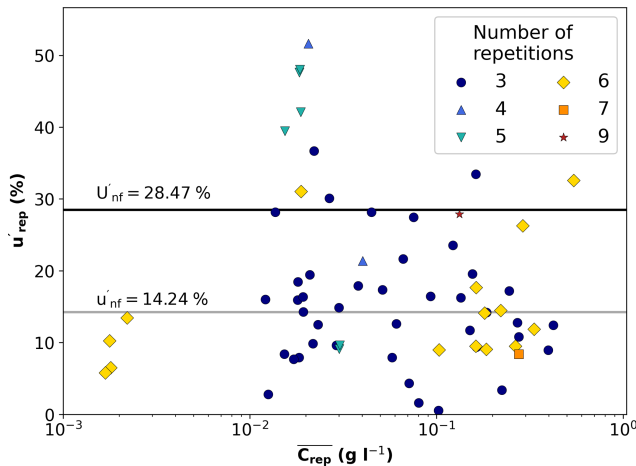 Number of
repetitions
3 6
4 7
5 9
50
40
30
20
10
0
u′rep (%)
U′nf = 28.47 %
u′nf = 14.24 %
10⁻³ 10⁻² 10⁻¹ 10⁰
C̅r̅e̅p̅ (g l⁻¹)